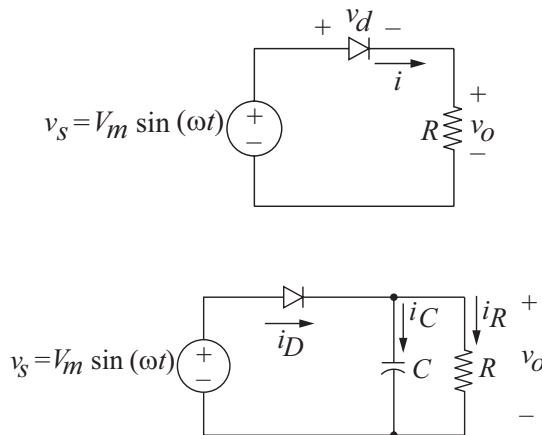 + v_d −
i
v_s = V_m sin (ωt)
+
−
R
+
v_o
−
i_D
i_C
i_R
+
v_s = V_m sin (ωt)
+
−
C
R
v_o
−